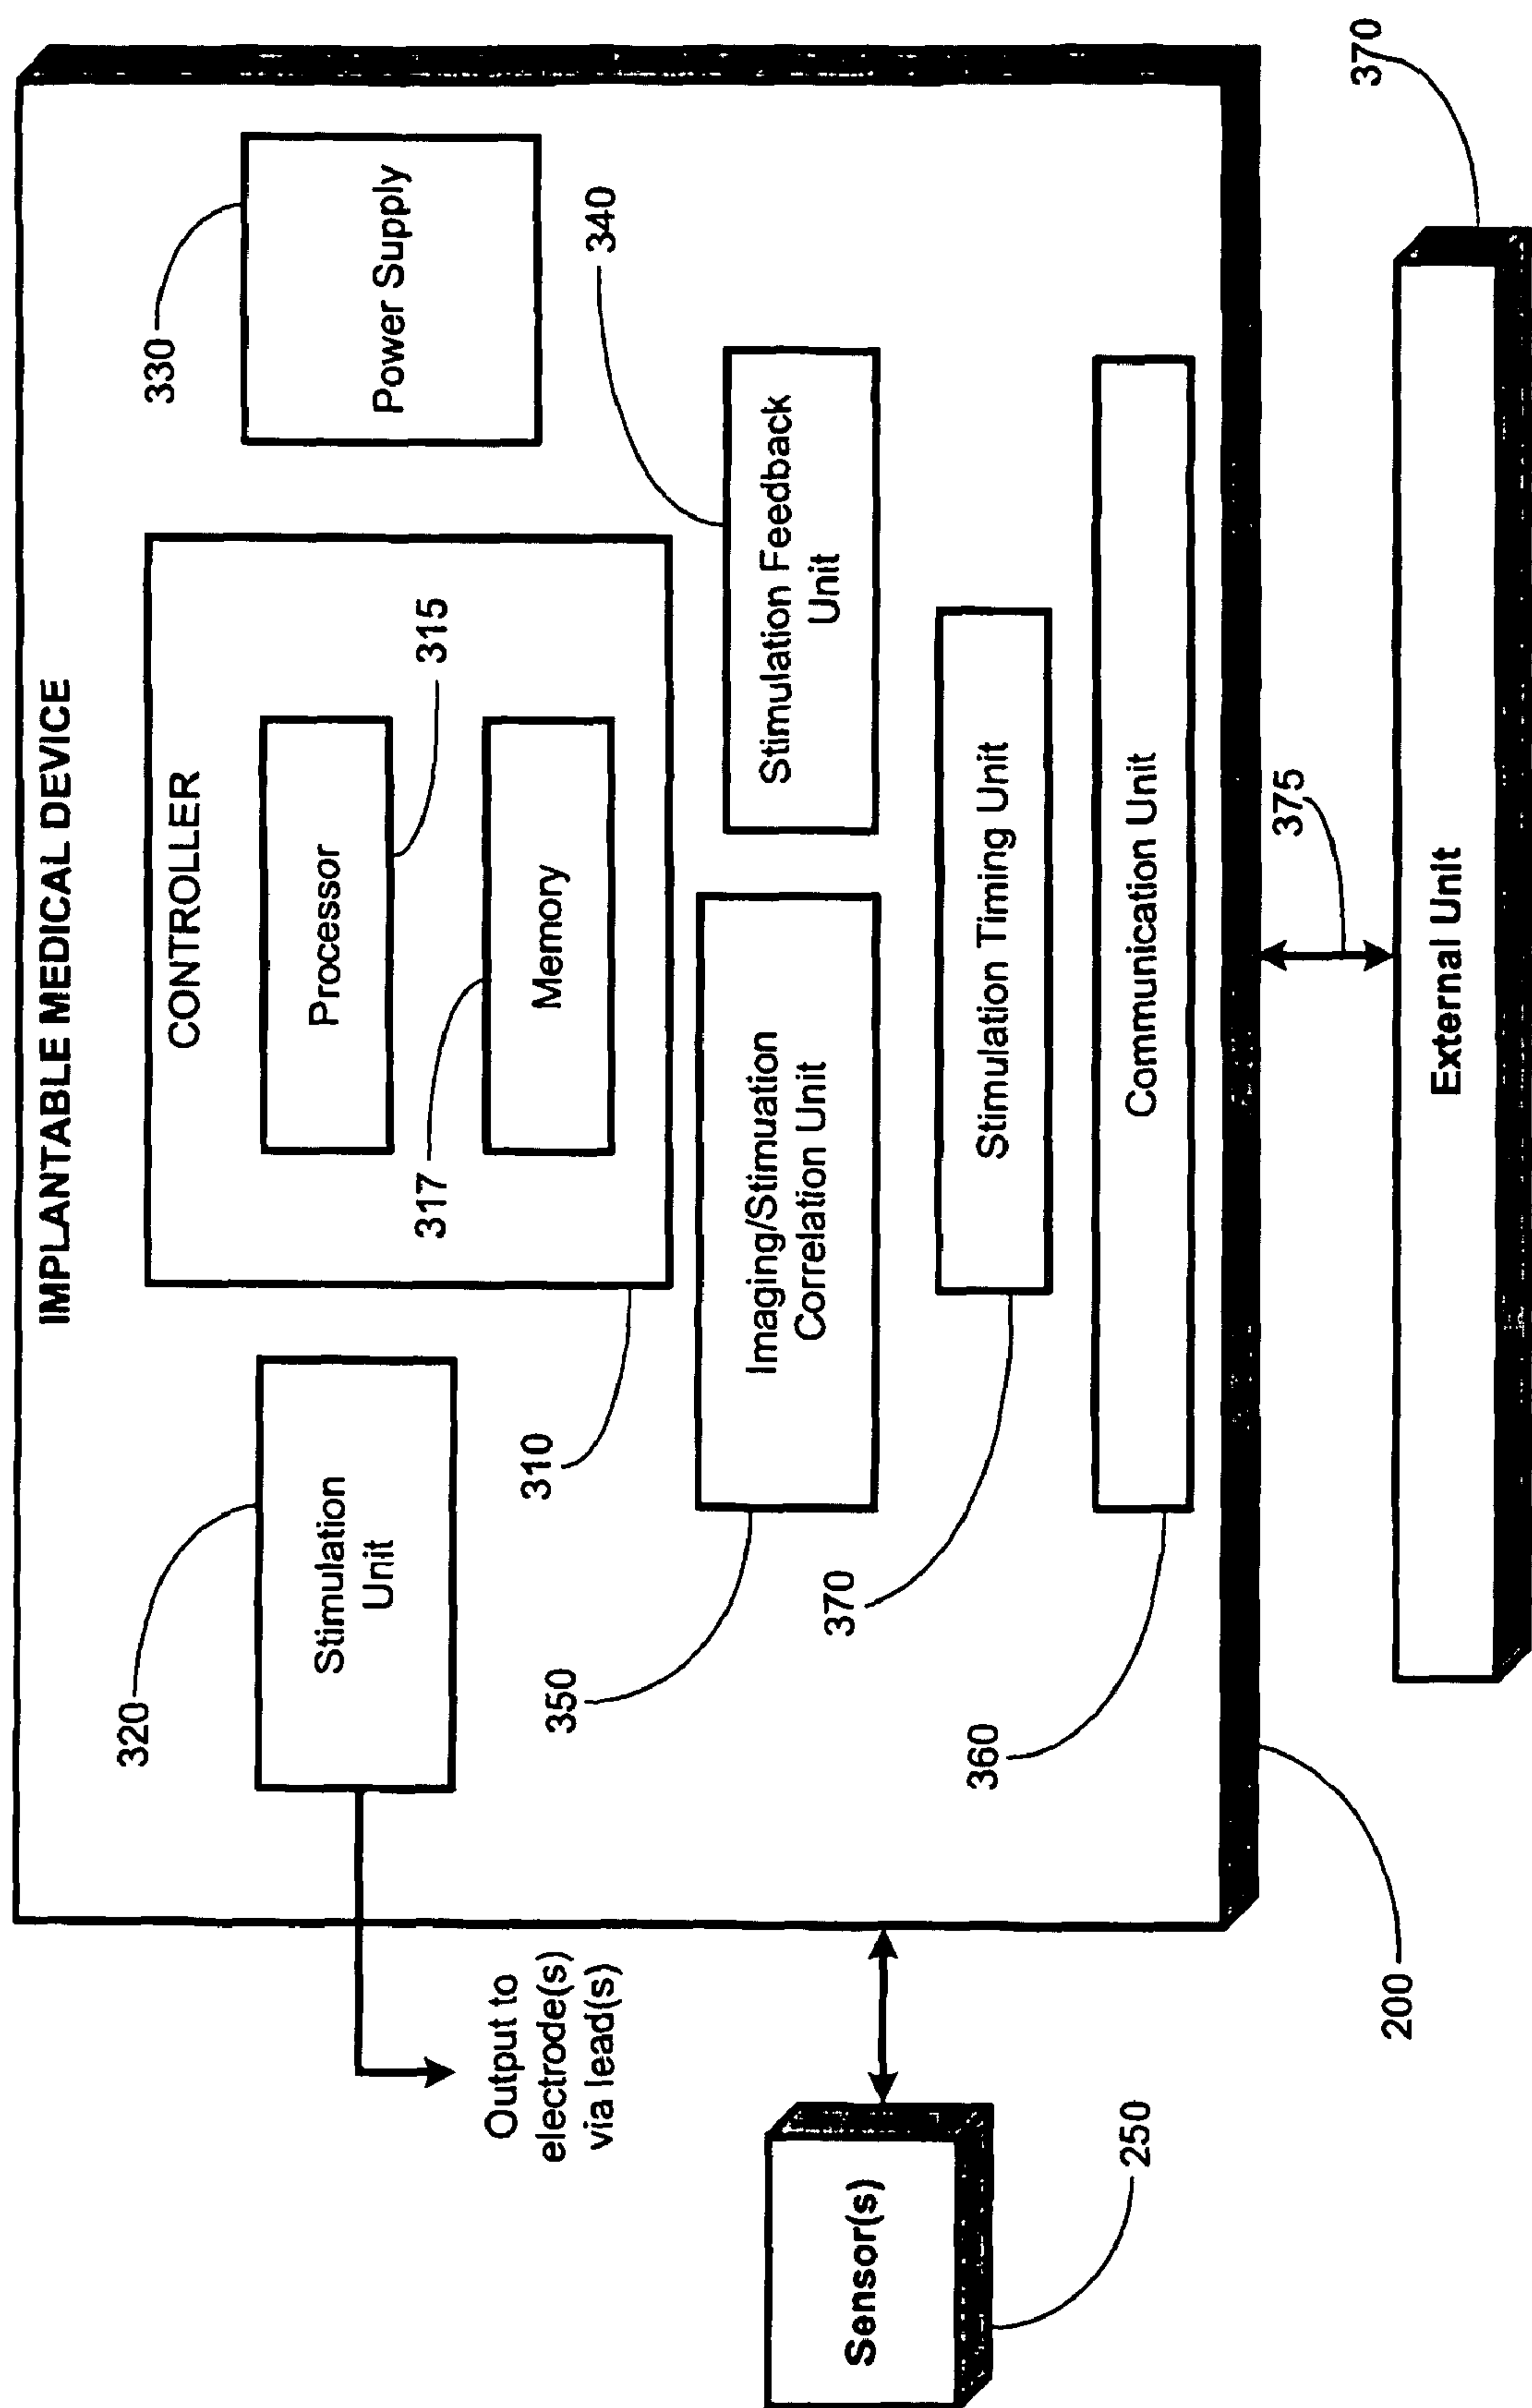 IMPLANTABLE MEDICAL DEVICE
320
Stimulation
Unit
CONTROLLER
Processor
315
317
Memory
310
330
Power Supply
340
Stimulation Feedback
Unit
350
Imaging/Stimuation
Correlation Unit
370
Stimulation Timing Unit
360
Communication Unit
Output to
electrode(s)
via lead(s)
Sensor(s)
250
200
375
External Unit
370